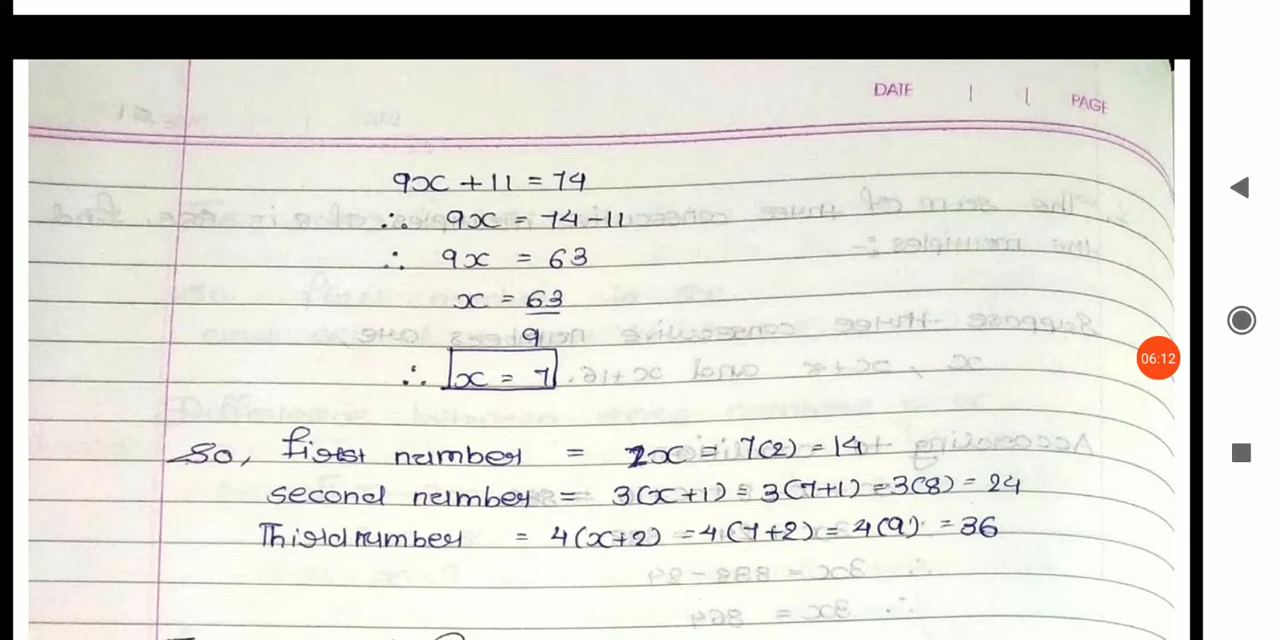 DATE | | PAGE
9x + 11 = 74
∴ 9x = 74 - 11
∴ 9x = 63
x = 63
9
∴ x = 7
06:12
So, first number = 2x = 7(2) = 14
second number = 3(x+1) = 3(7+1) = 3(8) = 24
Third number = 4(x+2) = 4(7+2) = 4(9) = 36